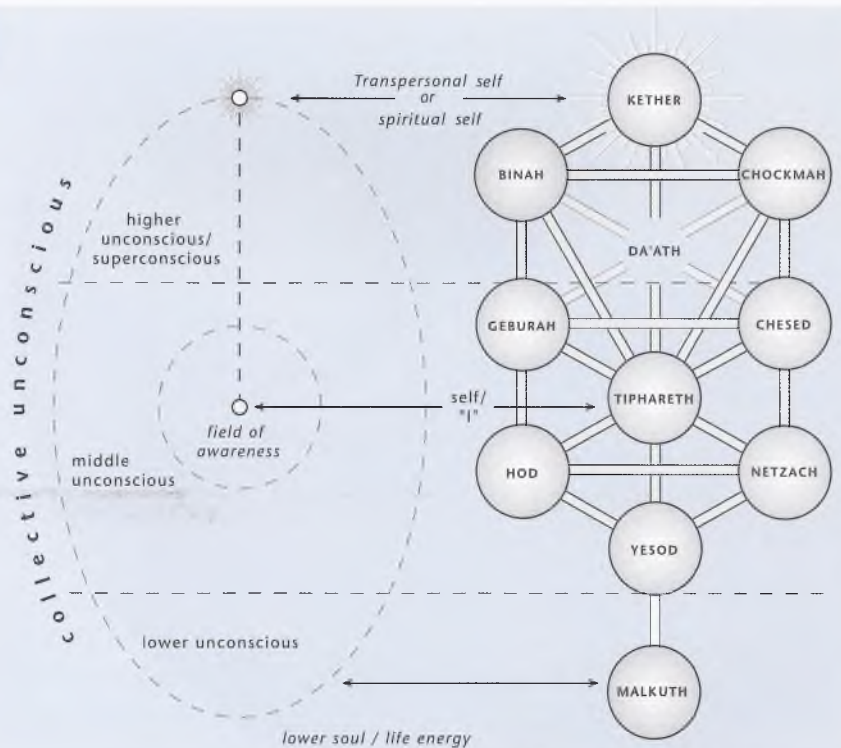 Transpersonal self
or
spiritual self
KETHER
BINAH
CHOCKMAH
higher
unconscious/
superconscious
DA'ATH
collective unconscious
GEBURAH
CHESED
self/
"I"
TIPHARETH
field of
awareness
middle
unconscious
HOD
NETZACH
YESOD
lower unconscious
MALKUTH
lower soul / life energy